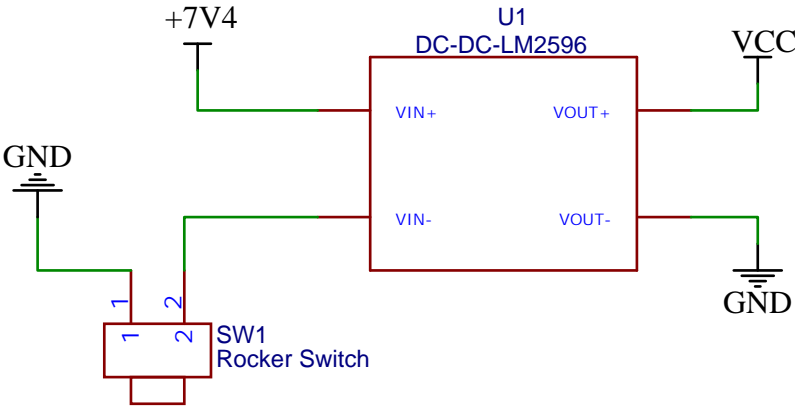 +7V4
U1
DC-DC-LM2596
VCC
VIN+
VOUT+
GND
VIN-
VOUT-
GND
1
2
1
2
SW1
Rocker Switch